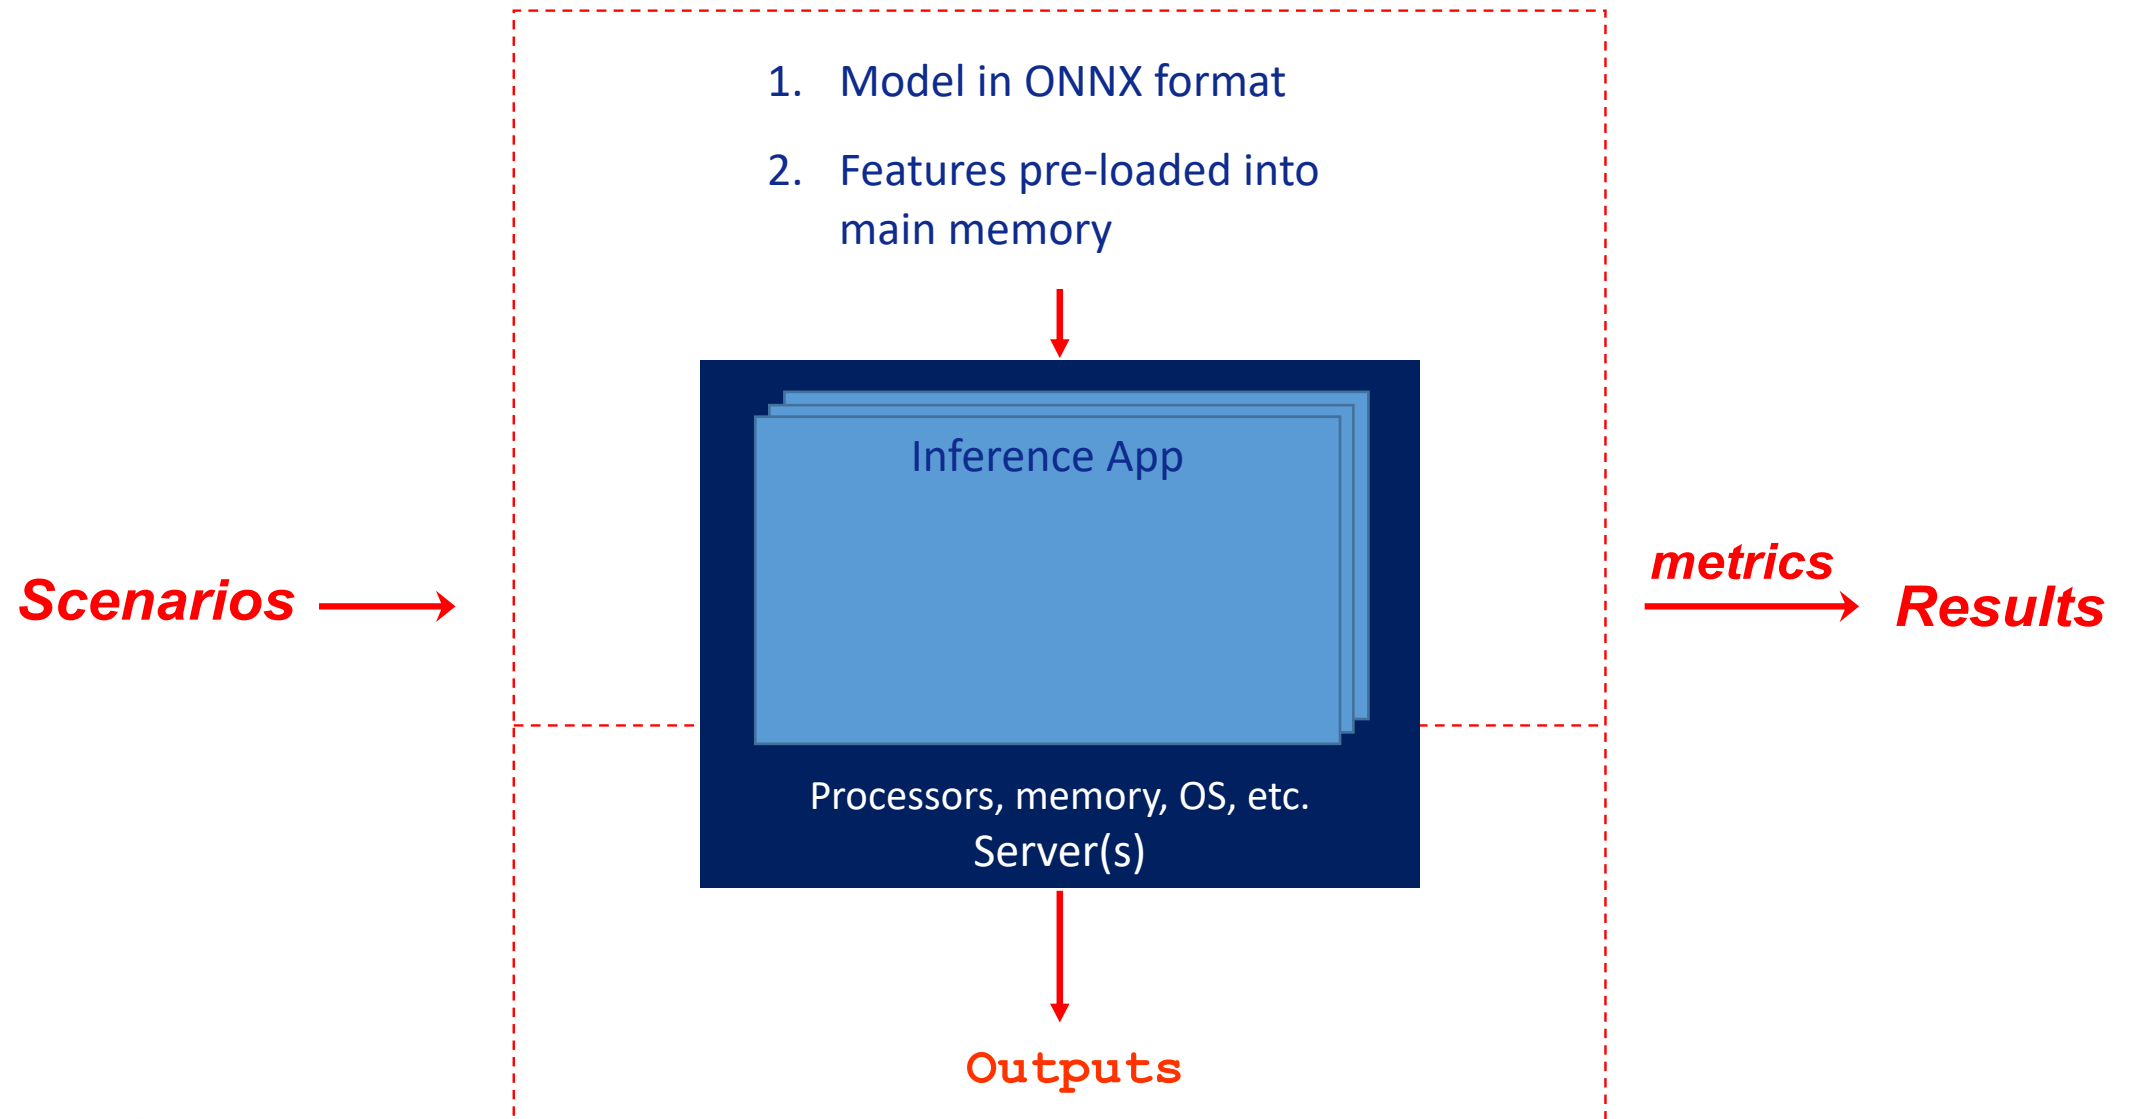 1. Model in ONNX format
2. Features pre-loaded into
main memory
Inference App
Scenarios
metrics
Results
Processors, memory, OS, etc.
Server(s)
Outputs